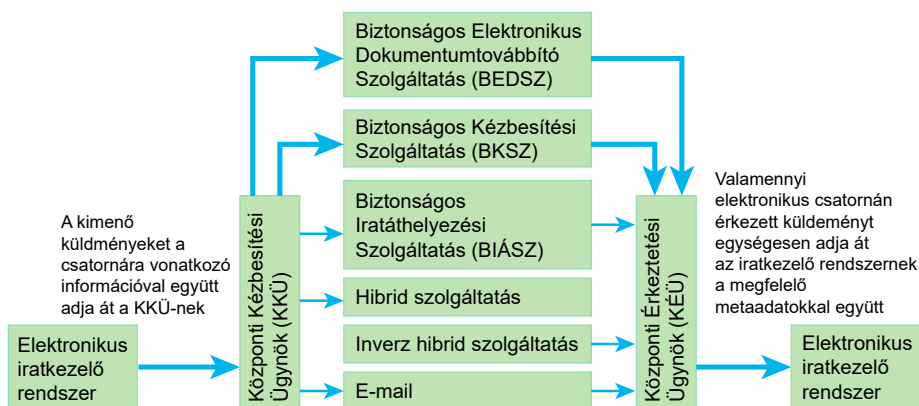 A kimenő
küldményeket a
csatornára vonatkozó
információval együtt
adja át a KKÜ-nek
Elektronikus
iratkezelő
rendszer
Központi Kézbesítési
Ügynök (KKÜ)
Biztonságos Elektronikus
Dokumentumtovábbító
Szolgáltatás (BEDSZ)
Biztonságos Kézbesítési
Szolgáltatás (BKSZ)
Biztonságos
Iratáthelyezési
Szolgáltatás (BIÁSZ)
Hibrid szolgáltatás
Inverz hibrid szolgáltatás
E-mail
Központi Érkeztetési
Ügynök (KÉÜ)
Valamennyi
elektronikus csatornán
érkezett küldeményt
egységesen adja át
az iratkezelő rendszernek
a megfelelő
metaadatokkal együtt
Elektronikus
iratkezelő
rendszer